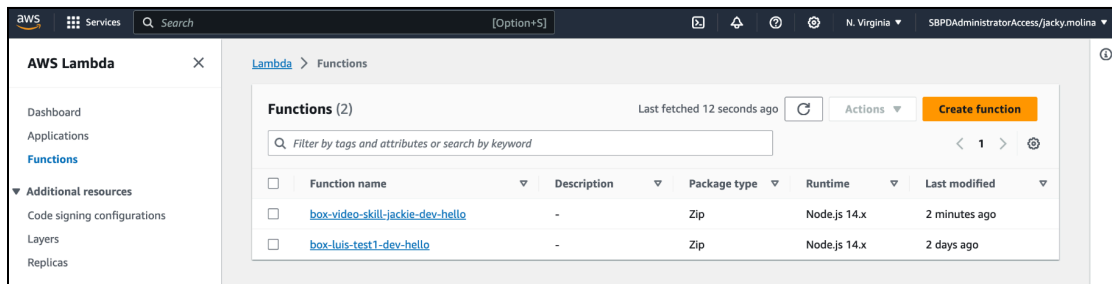 aws Services Search [Option+S] N. Virginia ▼ SBPDAdministratorAccess/jacky.molina ▼
AWS Lambda
Lambda > Functions
Dashboard
Applications
Functions
Additional resources
Code signing configurations
Layers
Replicas
Functions (2) Last fetched 12 seconds ago Actions ▼ Create function
Filter by tags and attributes or search by keyword < 1 >
Function name Description Package type Runtime Last modified
box-video-skill-jackie-dev-hello - Zip Node.js 14.x 2 minutes ago
box-luis-test1-dev-hello - Zip Node.js 14.x 2 days ago